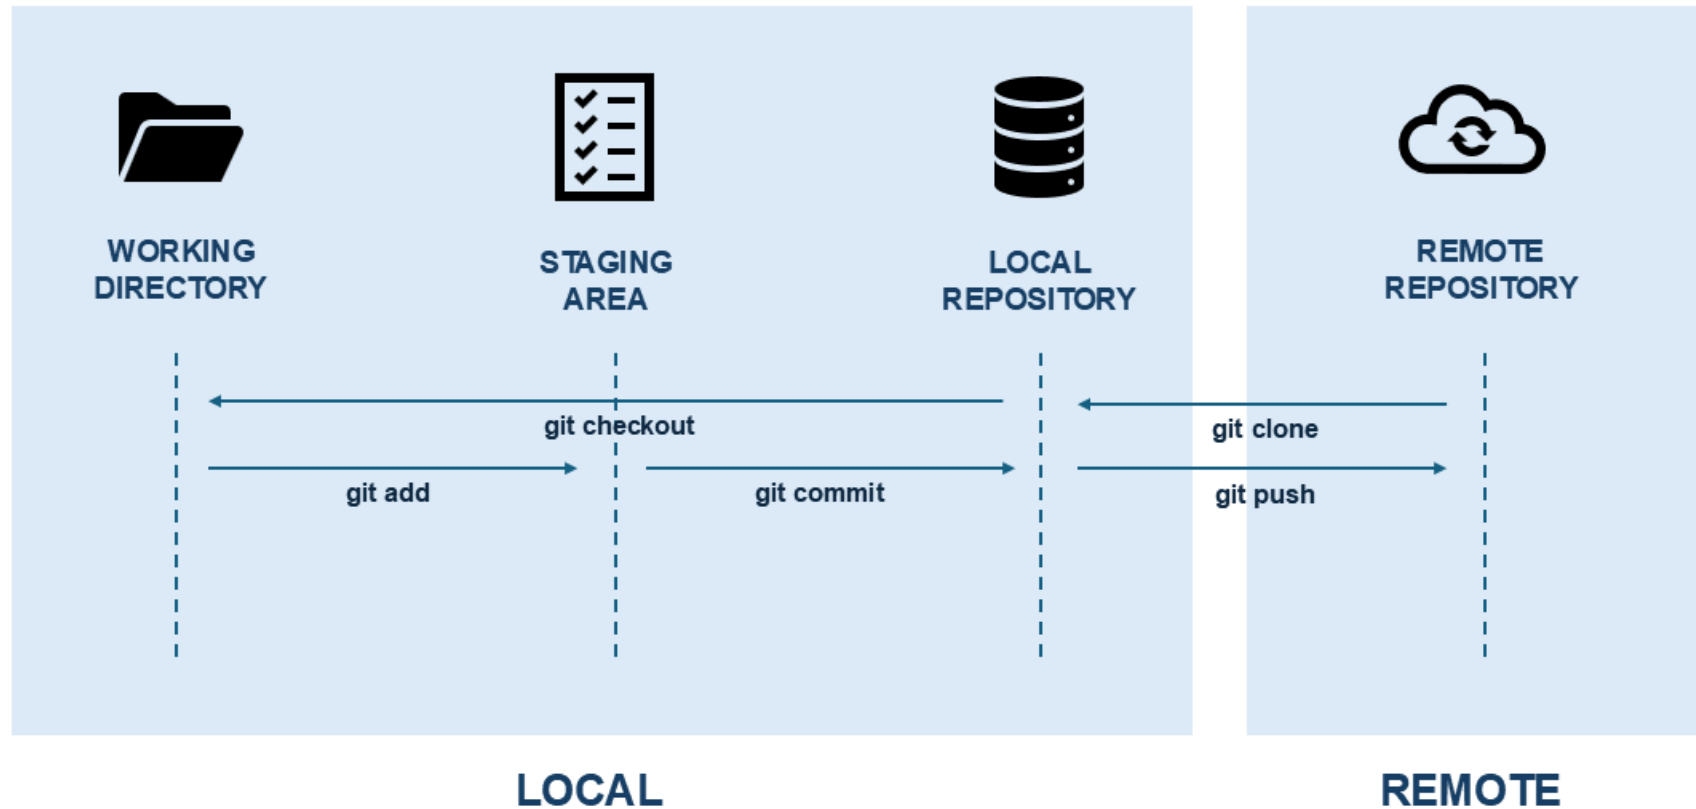 WORKING
DIRECTORY
STAGING
AREA
LOCAL
REPOSITORY
REMOTE
REPOSITORY
git checkout
git clone
git add
git commit
git push
LOCAL
REMOTE